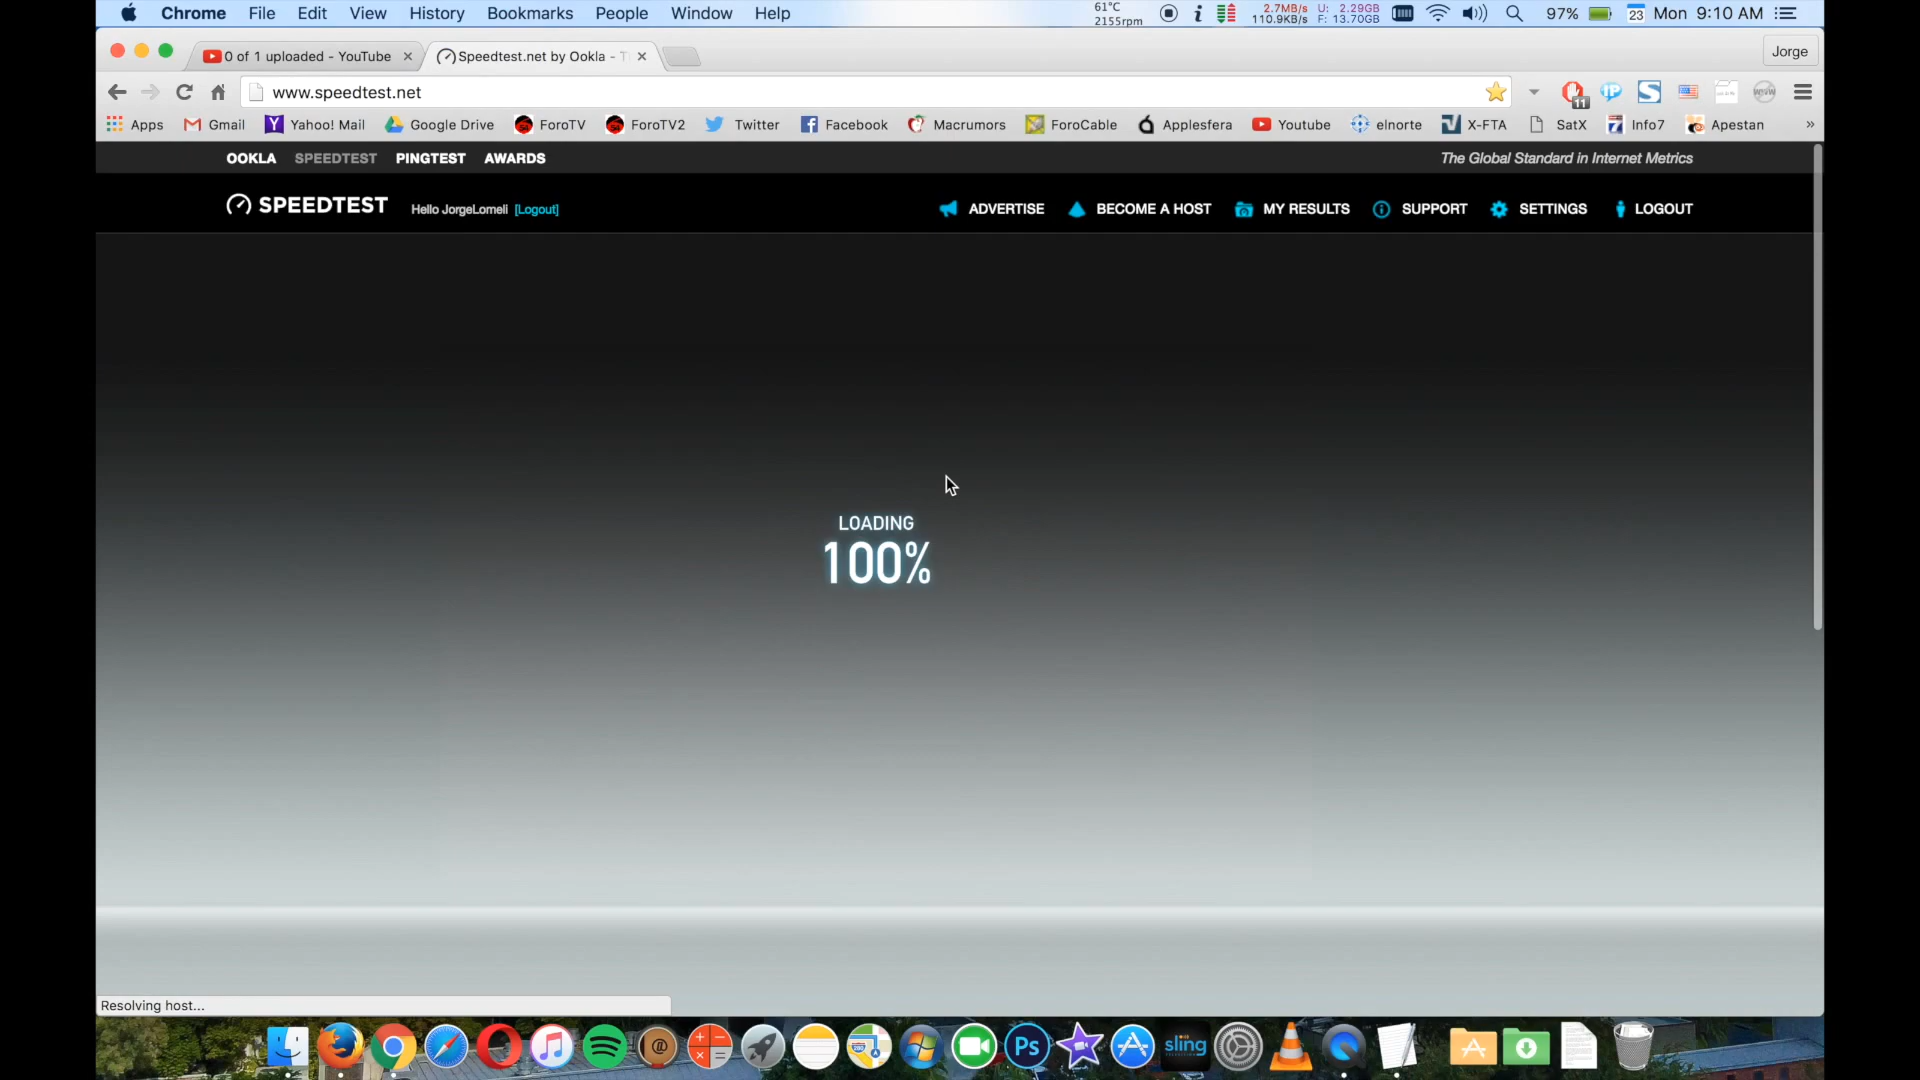 Chrome File Edit View History Bookmarks People Window Help
61°C
2155rpm
2.7MB/s
110.9KB/s
U: 2.29GB
F: 13.70GB
97%
23
Mon 9:10 AM
0 of 1 uploaded - YouTube
Speedtest.net by Ookla - T
Jorge
www.speedtest.net
11
IP
S
Apps Gmail Yahoo! Mail Google Drive ForoTV ForoTV2 Twitter Facebook Macrumors ForoCable Applesfera Youtube elnorte X-FTA SatX Info7 Apestan »
OOKLA SPEEDTEST PINGTEST AWARDS
The Global Standard in Internet Metrics
SPEEDTEST
Hello JorgeLomeli [Logout]
ADVERTISE BECOME A HOST MY RESULTS SUPPORT SETTINGS LOGOUT
LOADING
100%
Resolving host...
@
280
Ps
sling